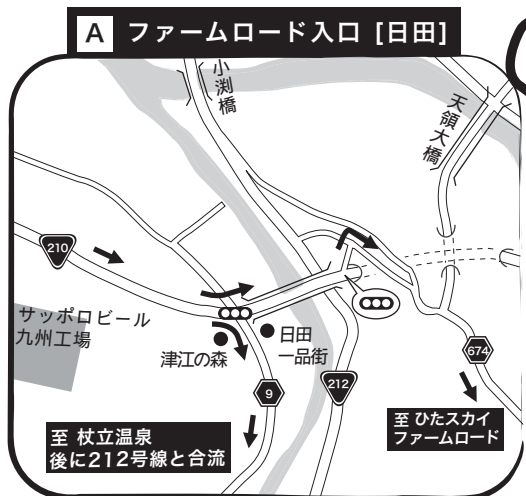 A ファームロード入口 [日田]
小渕橋
天領大橋
210
サッポロビール
九州工場
津江の森
日田
一品街
9
212
674
至 杖立温泉
後に212号線と合流
至 ひたスカイ
ファームロード